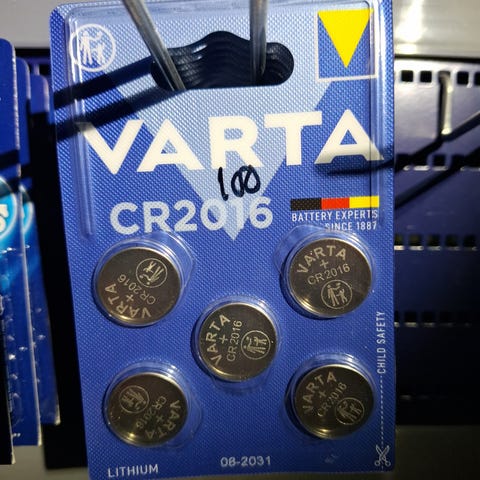 VARTA
100
CR2016
BATTERY EXPERTS
SINCE 1887
VARTA
+
CR2016
VARTA
+
CR2016
VARTA
+
CR2016
VARTA
+
CR2016
VARTA
+
CR2016
CHILD SAFETY
LITHIUM
08-2031